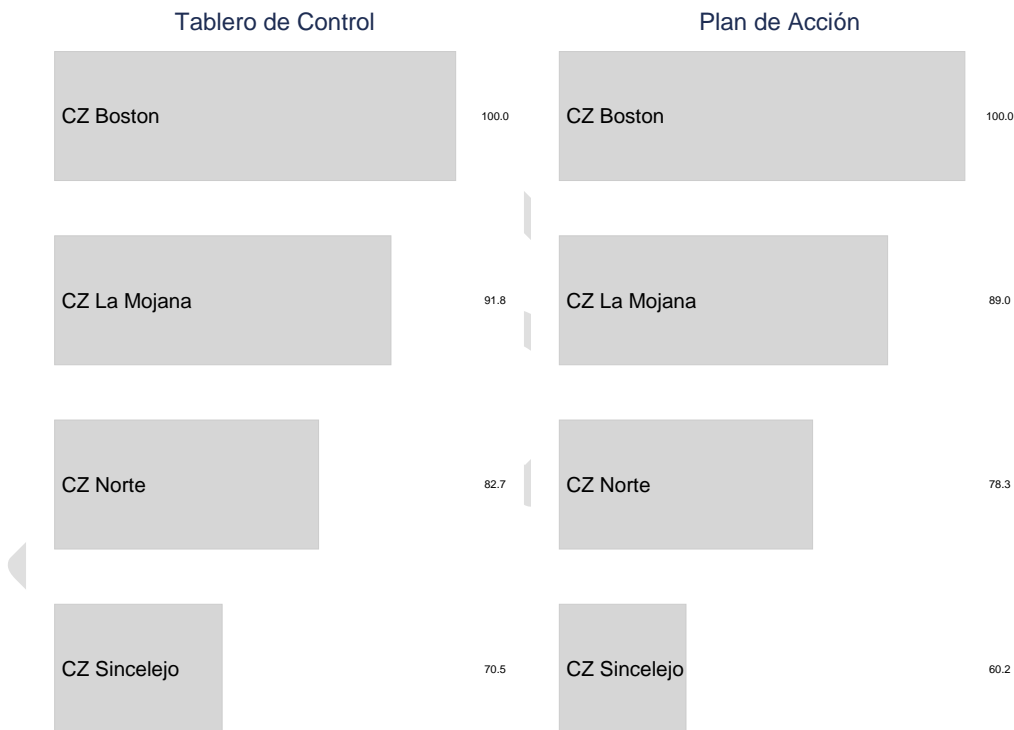 Tablero de Control
CZ Boston 100.0
CZ La Mojana 91.8
CZ Norte 82.7
CZ Sincelejo 70.5
Plan de Acción
CZ Boston 100.0
CZ La Mojana 89.0
CZ Norte 78.3
CZ Sincelejo 60.2